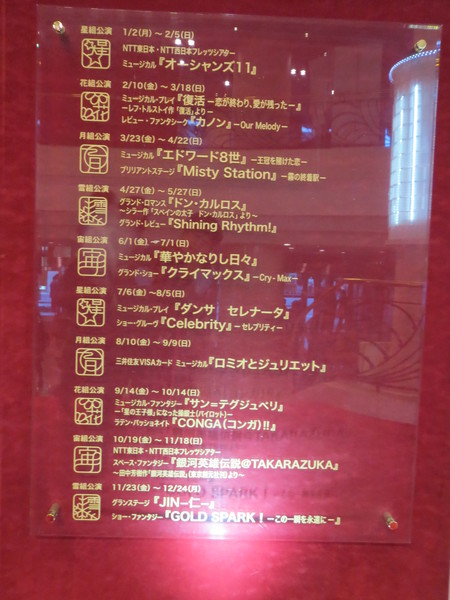 星組公演 1/2(月)～2/5(日)
NTT東日本・NTT西日本フレッツシアター
ミュージカル『オーシャンズ11』
花組公演 2/10(金)～3/18(日)
ミュージカル・プレイ『復活 －恋が終わり、愛が残った－』
～レフ・トルストイ作「復活」より～
レビュー・ファンタシーク『カノン』－Our Melody－
月組公演 3/23(金)～4/22(日)
ミュージカル『エドワード8世』－王冠を賭けた恋－
ブリリアントステージ『Misty Station』－霧の終着駅－
雪組公演 4/27(金)～5/27(日)
グランド・ロマンス『ドン・カルロス』
～シラー作「スペインの太子 ドン・カルロス」より～
グランド・レビュー『Shining Rhythm!』
宙組公演 6/1(金)～7/1(日)
ミュージカル『華やかなりし日々』
グランド・ショー『クライマックス』－Cry-Max－
星組公演 7/6(金)～8/5(日)
ミュージカル・プレイ『ダンサ セレナータ』
ショー・グルーヴ『Celebrity』－セレブリティ－
月組公演 8/10(金)～9/9(日)
三井住友VISAカード ミュージカル『ロミオとジュリエット』
花組公演 9/14(金)～10/14(日)
ミュージカル・ファンタジー『サン=テグジュペリ』
－「星の王子様」になった操縦士(パイロット)－
ラテン・パッショネイト『CONGA(コンガ)!!』
宙組公演 10/19(金)～11/18(日)
NTT東日本・NTT西日本フレッツシアター
スペース・ファンタジー『銀河英雄伝説@TAKARAZUKA』
～田中芳樹作「銀河英雄伝説」(東京創元社刊)より～
雪組公演 11/23(金)～12/24(月)
グランステージ『JIN－仁－』
ショー・ファンタジー『GOLD SPARK!－この一瞬を永遠に－』